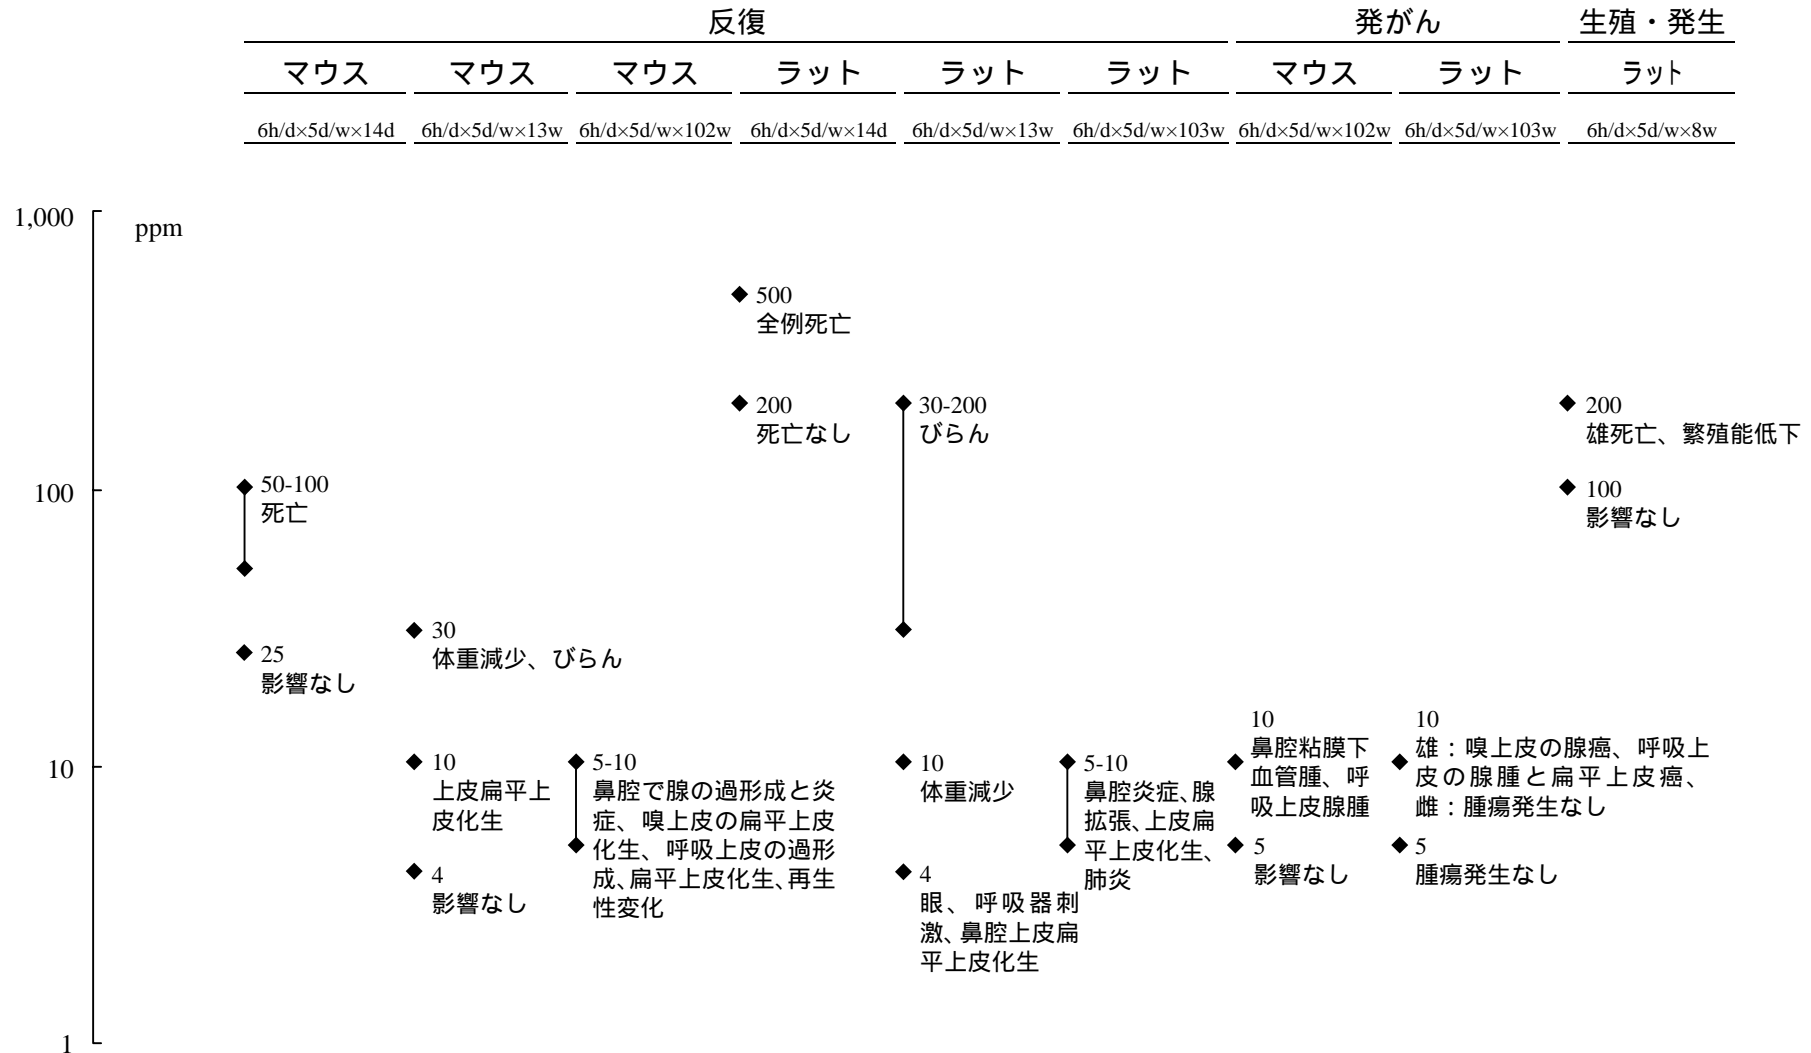 反復 発がん 生殖・発生
マウス マウス マウス ラット ラット ラット マウス ラット ラット
6h/d×5d/w×14d 6h/d×5d/w×13w 6h/d×5d/w×102w 6h/d×5d/w×14d 6h/d×5d/w×13w 6h/d×5d/w×103w 6h/d×5d/w×102w 6h/d×5d/w×103w 6h/d×5d/w×8w
1,000
ppm
100
10
1
50-100
死亡
25
影響なし
30
体重減少、びらん
10
上皮扁平上
皮化生
4
影響なし
5-10
鼻腔で腺の過形成と炎
症、嗅上皮の扁平上皮
化生、呼吸上皮の過形
成、扁平上皮化生、再生
性変化
500
全例死亡
200
死亡なし
30-200
びらん
10
体重減少
4
眼、呼吸器刺
激、鼻腔上皮扁
平上皮化生
5-10
鼻腔炎症、腺
拡張、上皮扁
平上皮化生、
肺炎
10
鼻腔粘膜下
血管腫、呼
吸上皮腺腫
5
影響なし
10
雄：嗅上皮の腺癌、呼吸上
皮の腺腫と扁平上皮癌、
雌：腫瘍発生なし
5
腫瘍発生なし
200
雄死亡、繁殖能低下
100
影響なし